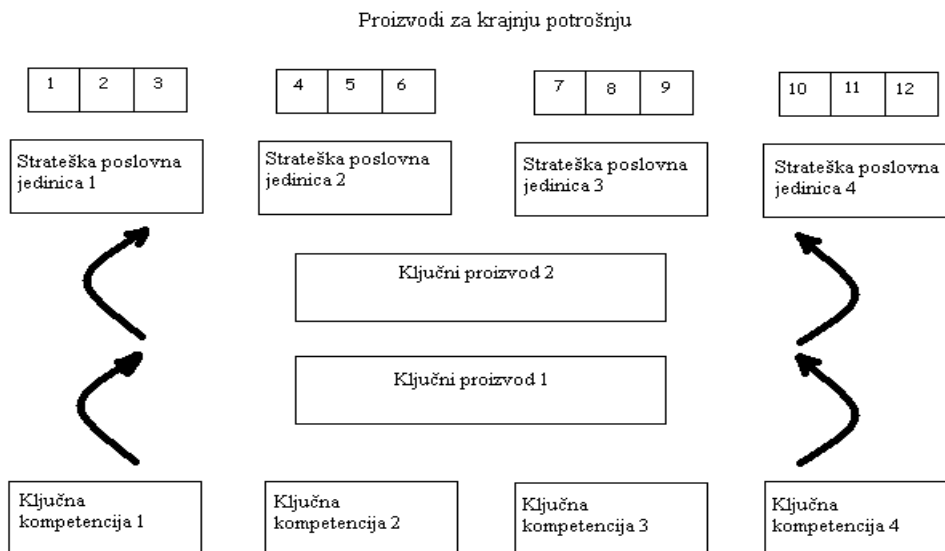 Proizvodi za krajnju potrošnju
1 2 3
4 5 6
7 8 9
10 11 12
Strateška poslovna
jedinica 1
Strateška poslovna
jedinica 2
Strateška poslovna
jedinica 3
Strateška poslovna
jedinica 4
Ključni proizvod 2
Ključni proizvod 1
Ključna
kompetencija 1
Ključna
kompetencija 2
Ključna
kompetencija 3
Ključna
kompetencija 4